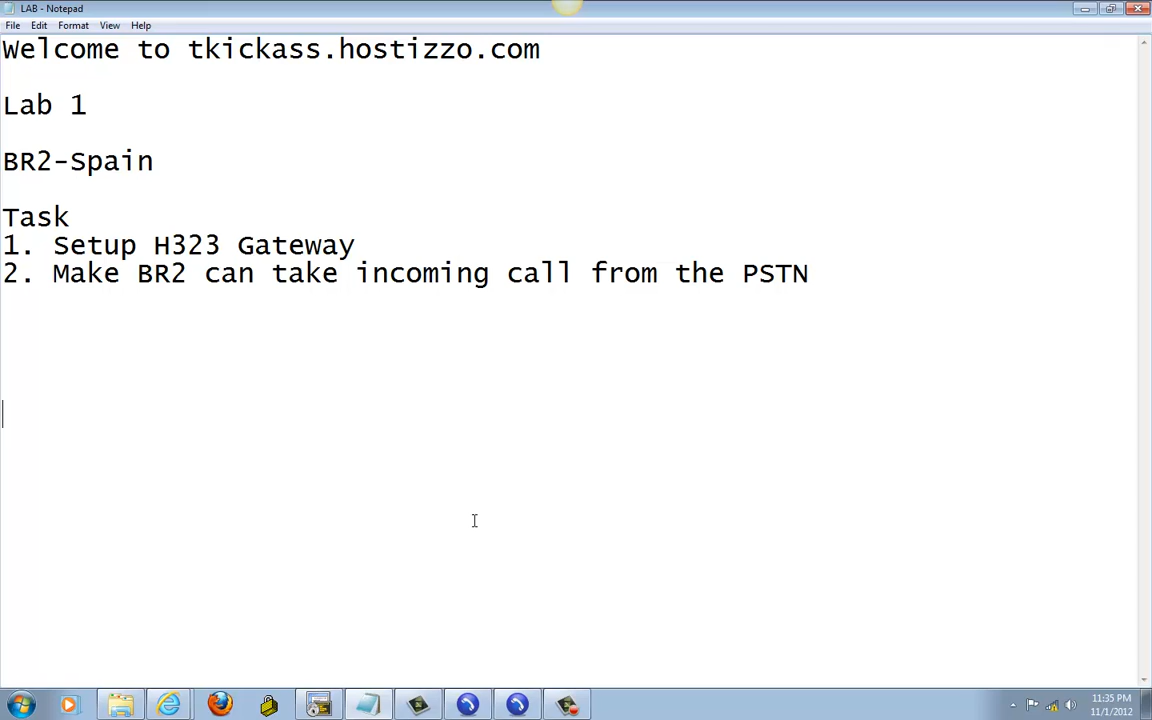 LAB - Notepad
File Edit Format View Help
Welcome to tkickass.hostizzo.com
Lab 1
BR2-Spain
Task
1. Setup H323 Gateway
2. Make BR2 can take incoming call from the PSTN
11:35 PM
11/1/2012